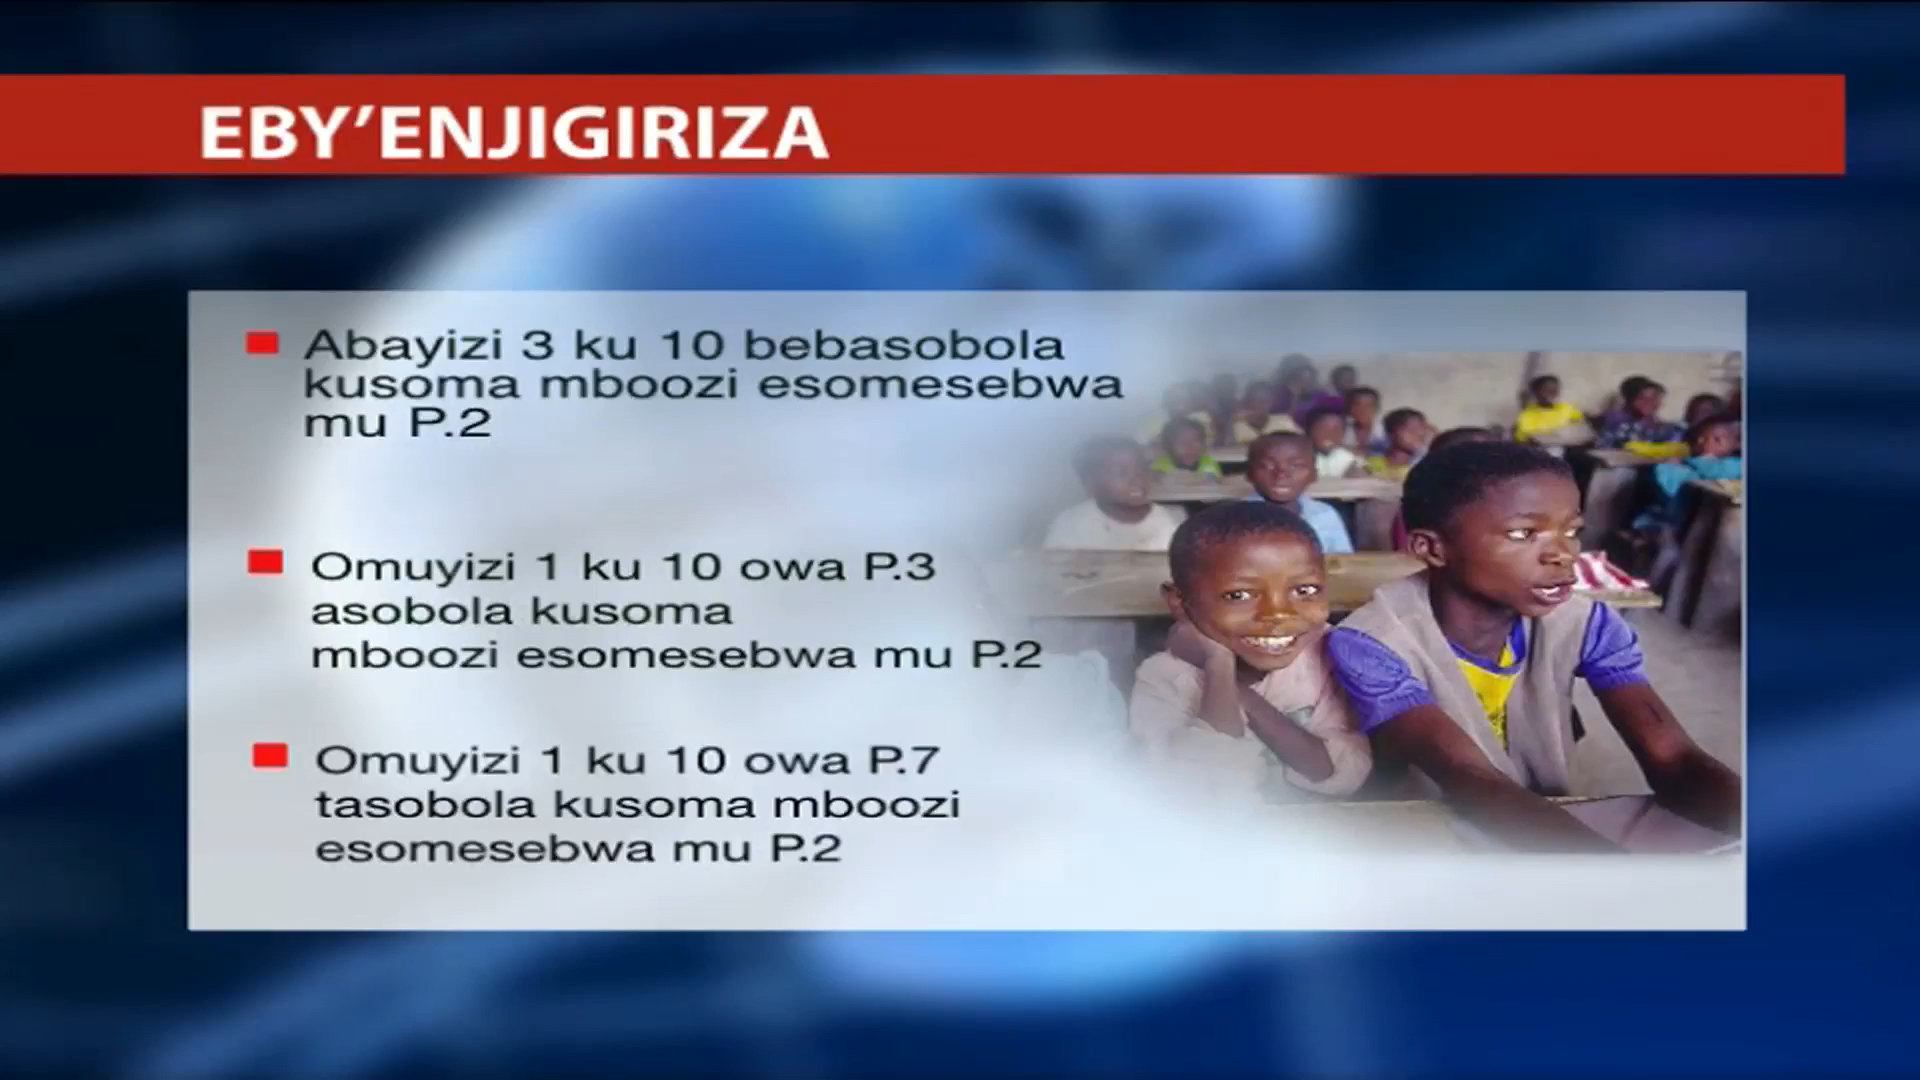 EBY’ENJIGIRIZA
Abayizi 3 ku 10 bebasobola
kusoma mboozi esomesebwa
mu P.2
Omuyizi 1 ku 10 owa P.3
asobola kusoma
mboozi esomesebwa mu P.2
Omuyizi 1 ku 10 owa P.7
tasobola kusoma mboozi
esomesebwa mu P.2